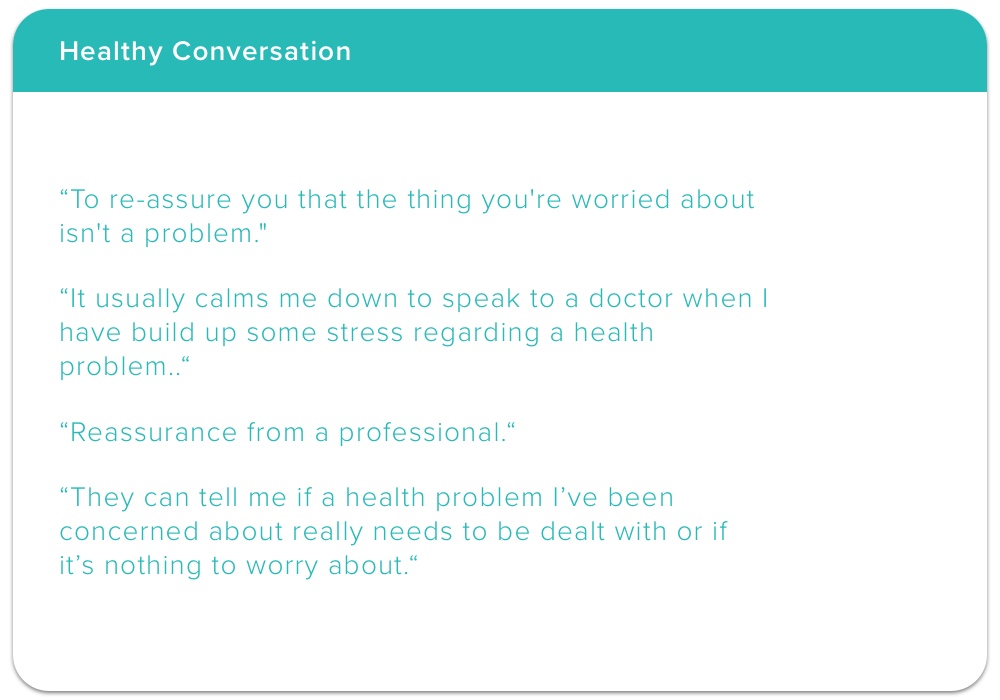 Healthy Conversation
“To re-assure you that the thing you're worried about
isn't a problem."
“It usually calms me down to speak to a doctor when I
have build up some stress regarding a health
problem..“
“Reassurance from a professional.“
“They can tell me if a health problem I’ve been
concerned about really needs to be dealt with or if
it’s nothing to worry about.“